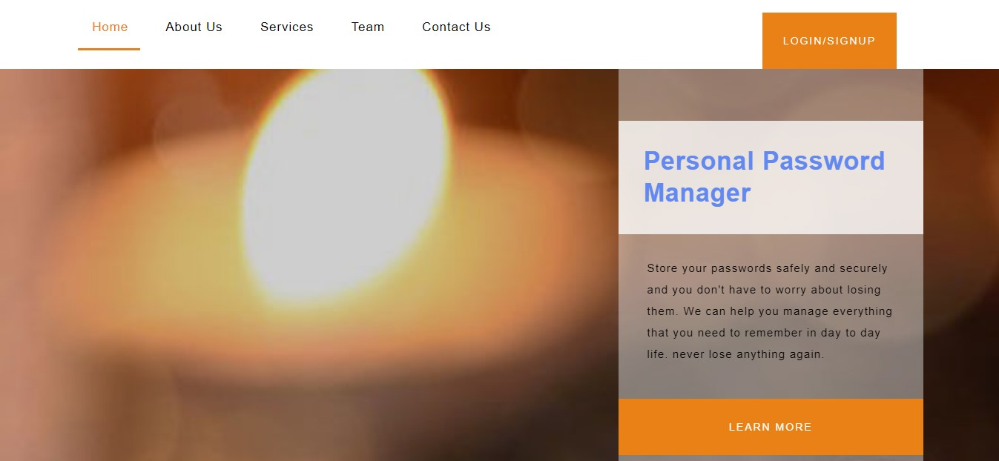 Home About Us Services Team Contact Us LOGIN/SIGNUP
Personal Password
Manager
Store your passwords safely and securely
and you don't have to worry about losing
them. We can help you manage everything
that you need to remember in day to day
life. never lose anything again.
LEARN MORE